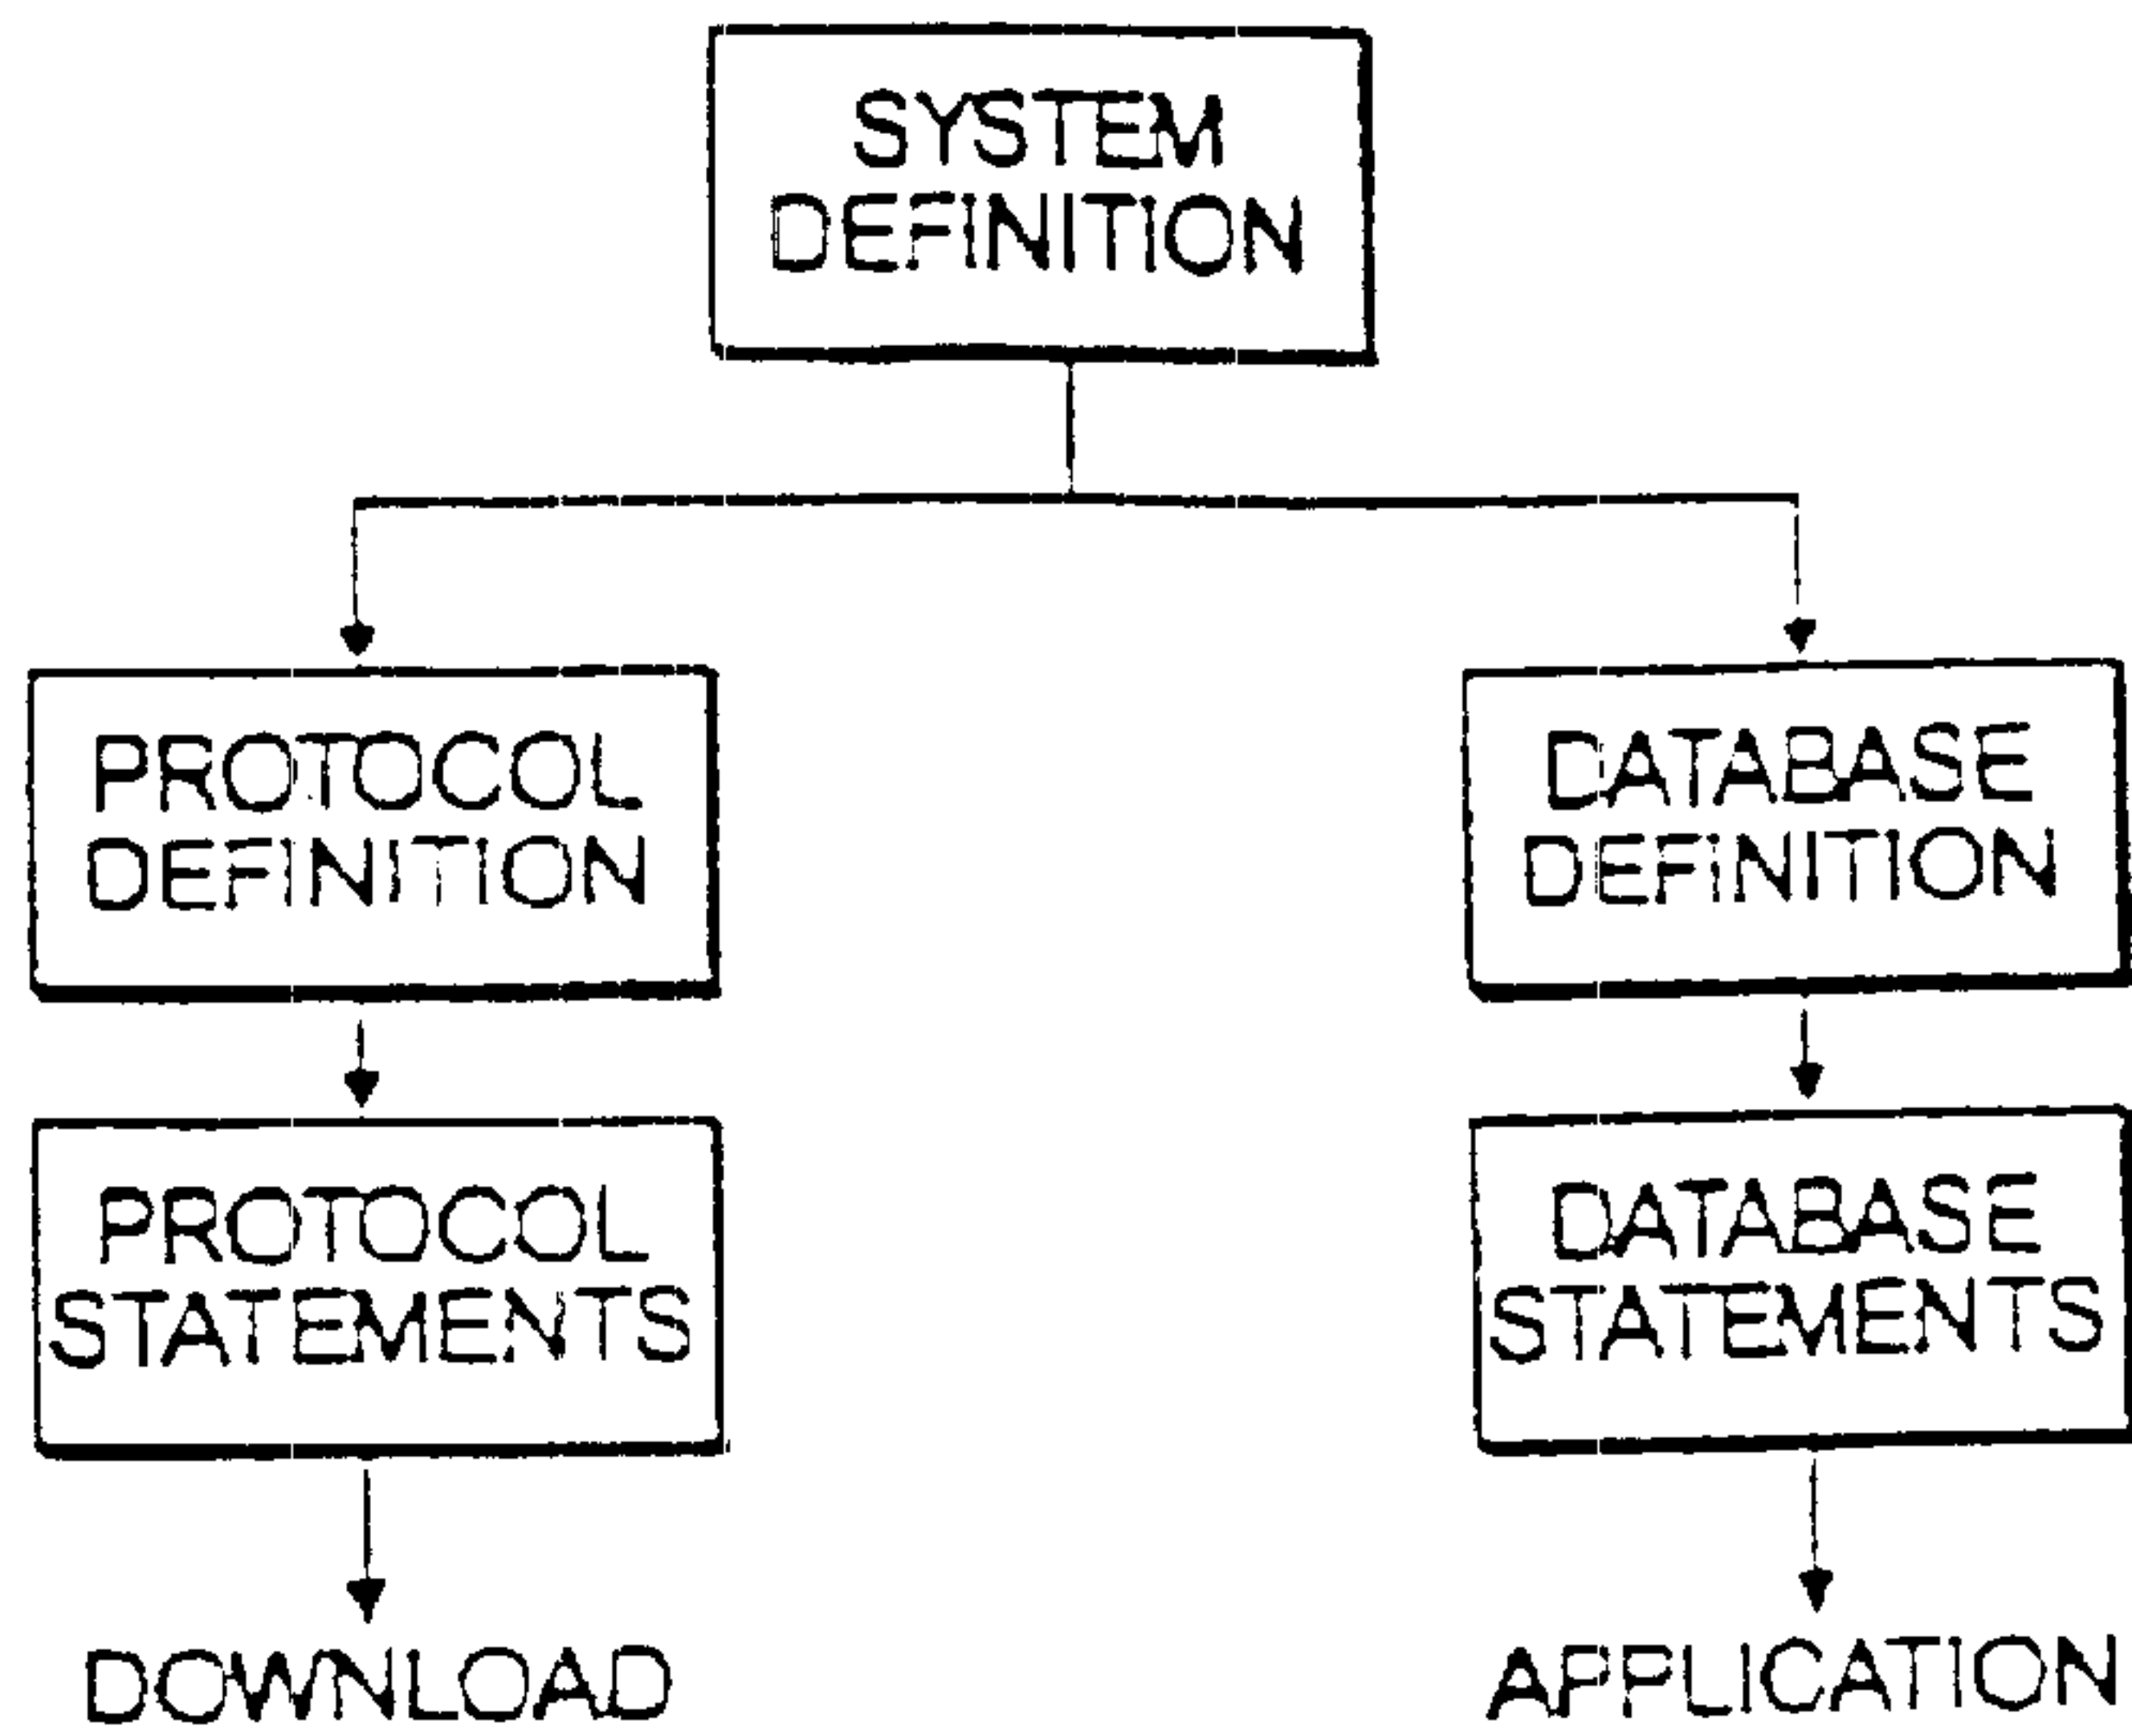 SYSTEM
DEFINITION
PROTOCOL
DEFINITION
DATABASE
DEFINITION
PROTOCOL
STATEMENTS
DATABASE
STATEMENTS
DOWNLOAD
APPLICATION